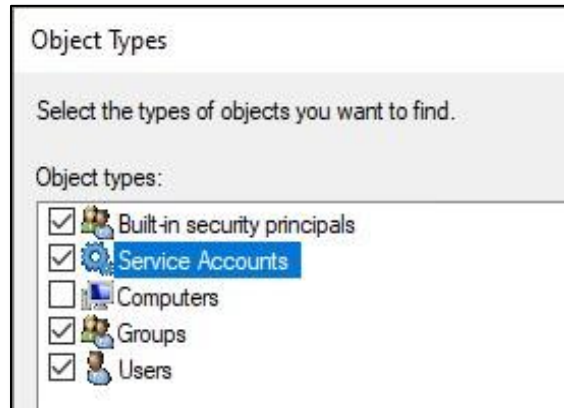 Object Types
Select the types of objects you want to find.
Object types:
Built-in security principals
Service Accounts
Computers
Groups
Users